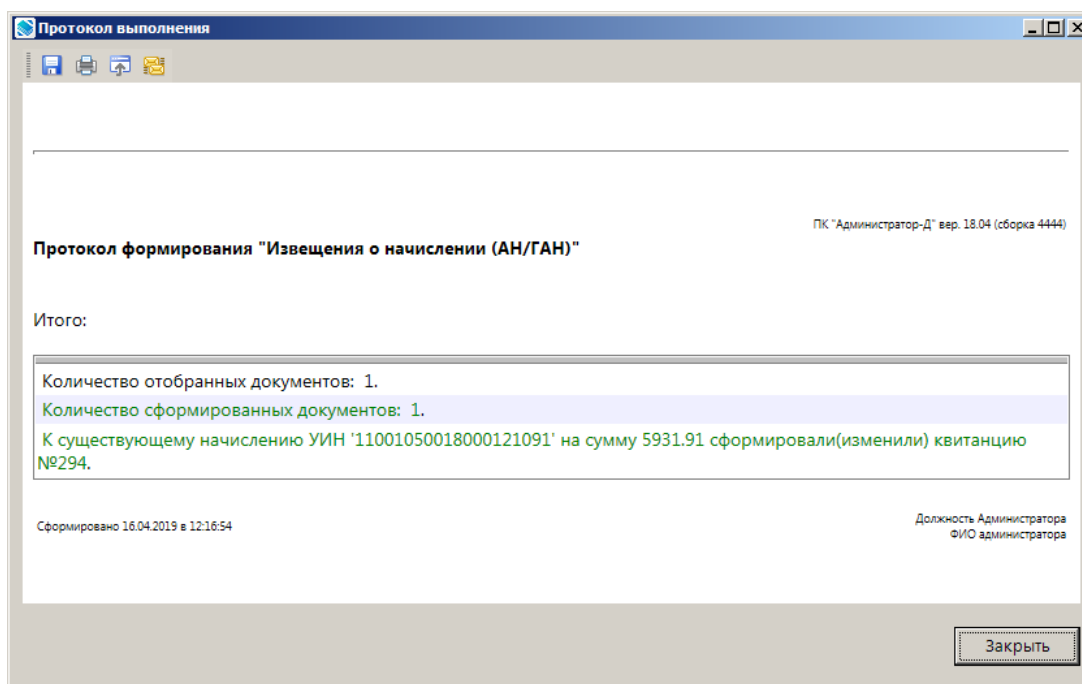 Протокол выполнения
ПК "Администратор-Д" вер. 18.04 (сборка 4444)
Протокол формирования "Извещения о начислении (АН/ГАН)"
Итого:
Количество отобранных документов:  1.
Количество сформированных документов:  1.
К существующему начислению УИН '11001050018000121091' на сумму 5931.91 сформировали(изменили) квитанцию
№294.
Сформировано 16.04.2019 в 12:16:54
Должность Администратора
ФИО администратора
Закрыть